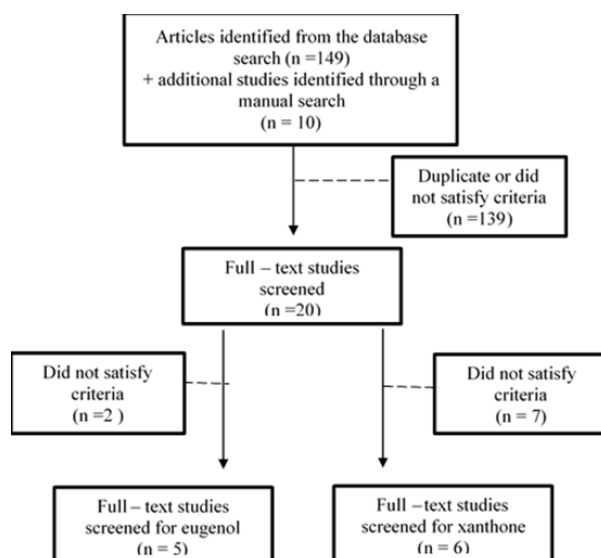 Articles identified from the database
search (n =149)
+ additional studies identified through a
manual search
(n = 10)
Duplicate or did
not satisfy criteria
(n =139)
Full – text studies
screened
(n =20)
Did not satisfy
criteria
(n =2 )
Did not satisfy
criteria
(n = 7)
Full – text studies
screened for eugenol
(n = 5)
Full –text studies
screened for xanthone
(n = 6)